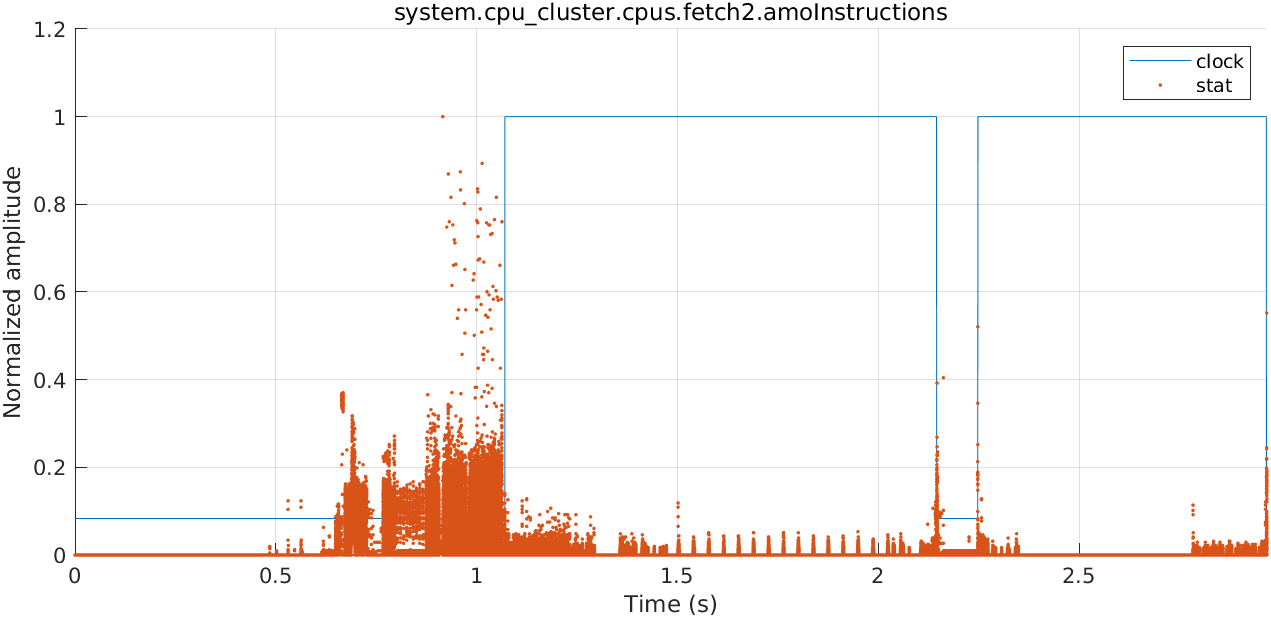 system.cpu_cluster.cpus.fetch2.amoInstructions
1.2
1
0.8
0.6
0.4
0.2
0
Normalized amplitude
clock
stat
0 0.5 1 1.5 2 2.5
Time (s)